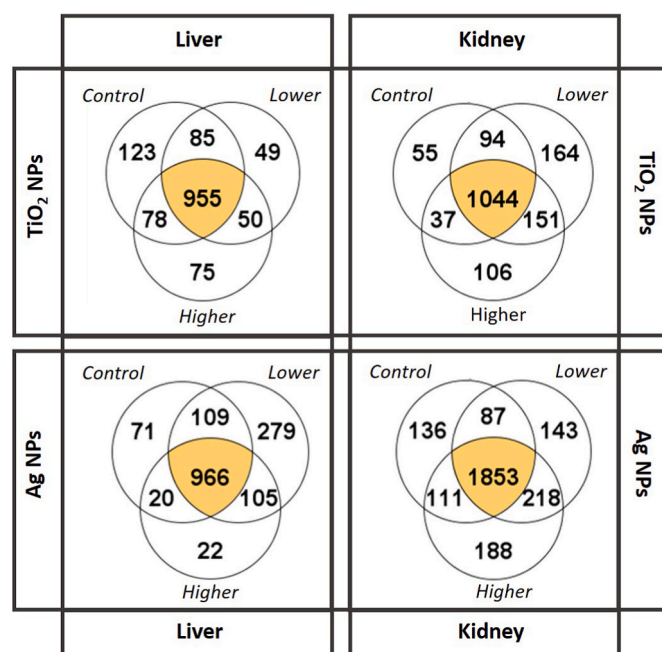 Liver
Kidney
Control
Lower
Control
Lower
TiO2 NPs
123
85
49
955
78
50
75
Higher
55
94
164
1044
37
151
106
Higher
TiO2 NPs
Control
Lower
Control
Lower
Ag NPs
71
109
279
966
20
105
22
Higher
136
87
143
1853
111
218
188
Higher
Ag NPs
Liver
Kidney